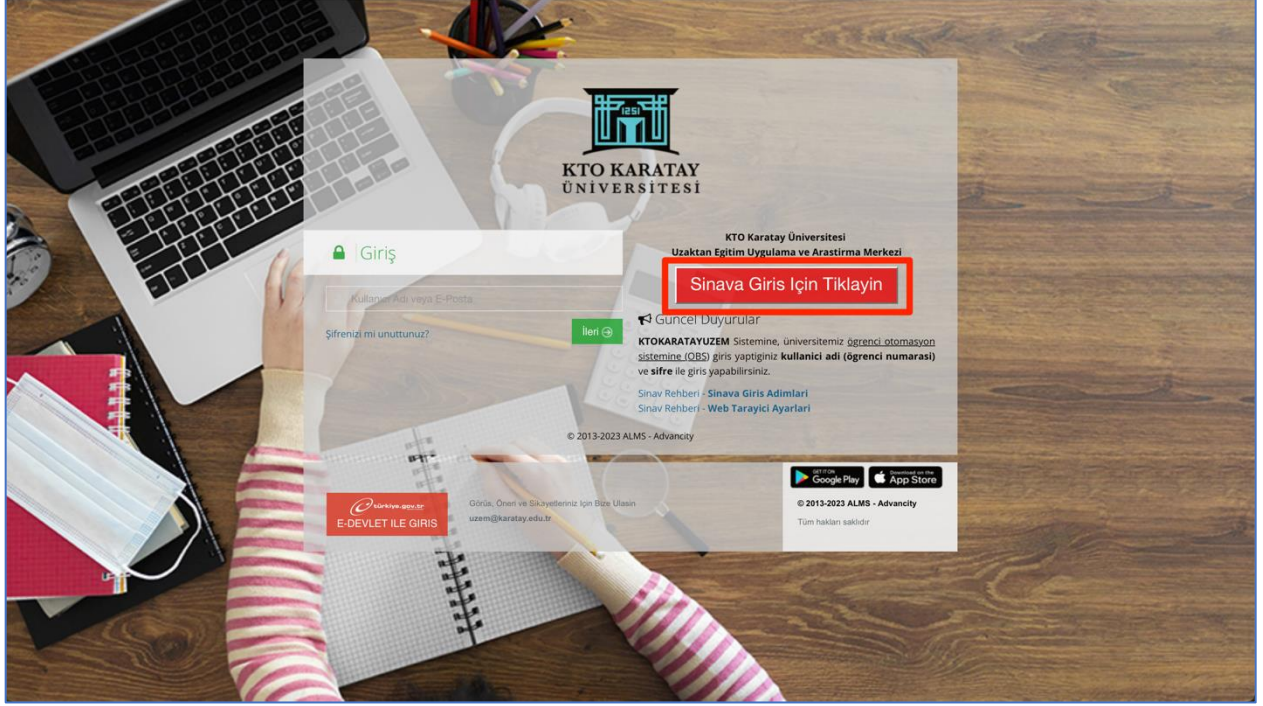 1251
KTO KARATAY
ÜNİVERSİTESİ
Giriş
Kullanıcı Adı veya E-Posta
Şifrenizi mi unuttunuz?
İleri
KTO Karatay Üniversitesi
Uzaktan Egitim Uygulama ve Arastirma Merkezi
Sinava Giris Için Tiklayin
Güncel Duyurular
KTOKARATAYUZEM Sistemine, üniversitemiz ögrenci otomasyon
sistemine (OBS) giris yaptiginiz kullanici adi (ögrenci numarasi)
ve sifre ile giris yapabilirsiniz.
Sinav Rehberi - Sinava Giris Adimlari
Sinav Rehberi - Web Tarayici Ayarlari
© 2013-2023 ALMS - Advancity
türkiye.gov.tr
E-DEVLET ILE GIRIS
Görüs, Öneri ve Sikayetleriniz Için Bize Ulasin
uzem@karatay.edu.tr
GET IT ON
Google Play
Download on the
App Store
© 2013-2023 ALMS - Advancity
Tüm hakları saklıdır